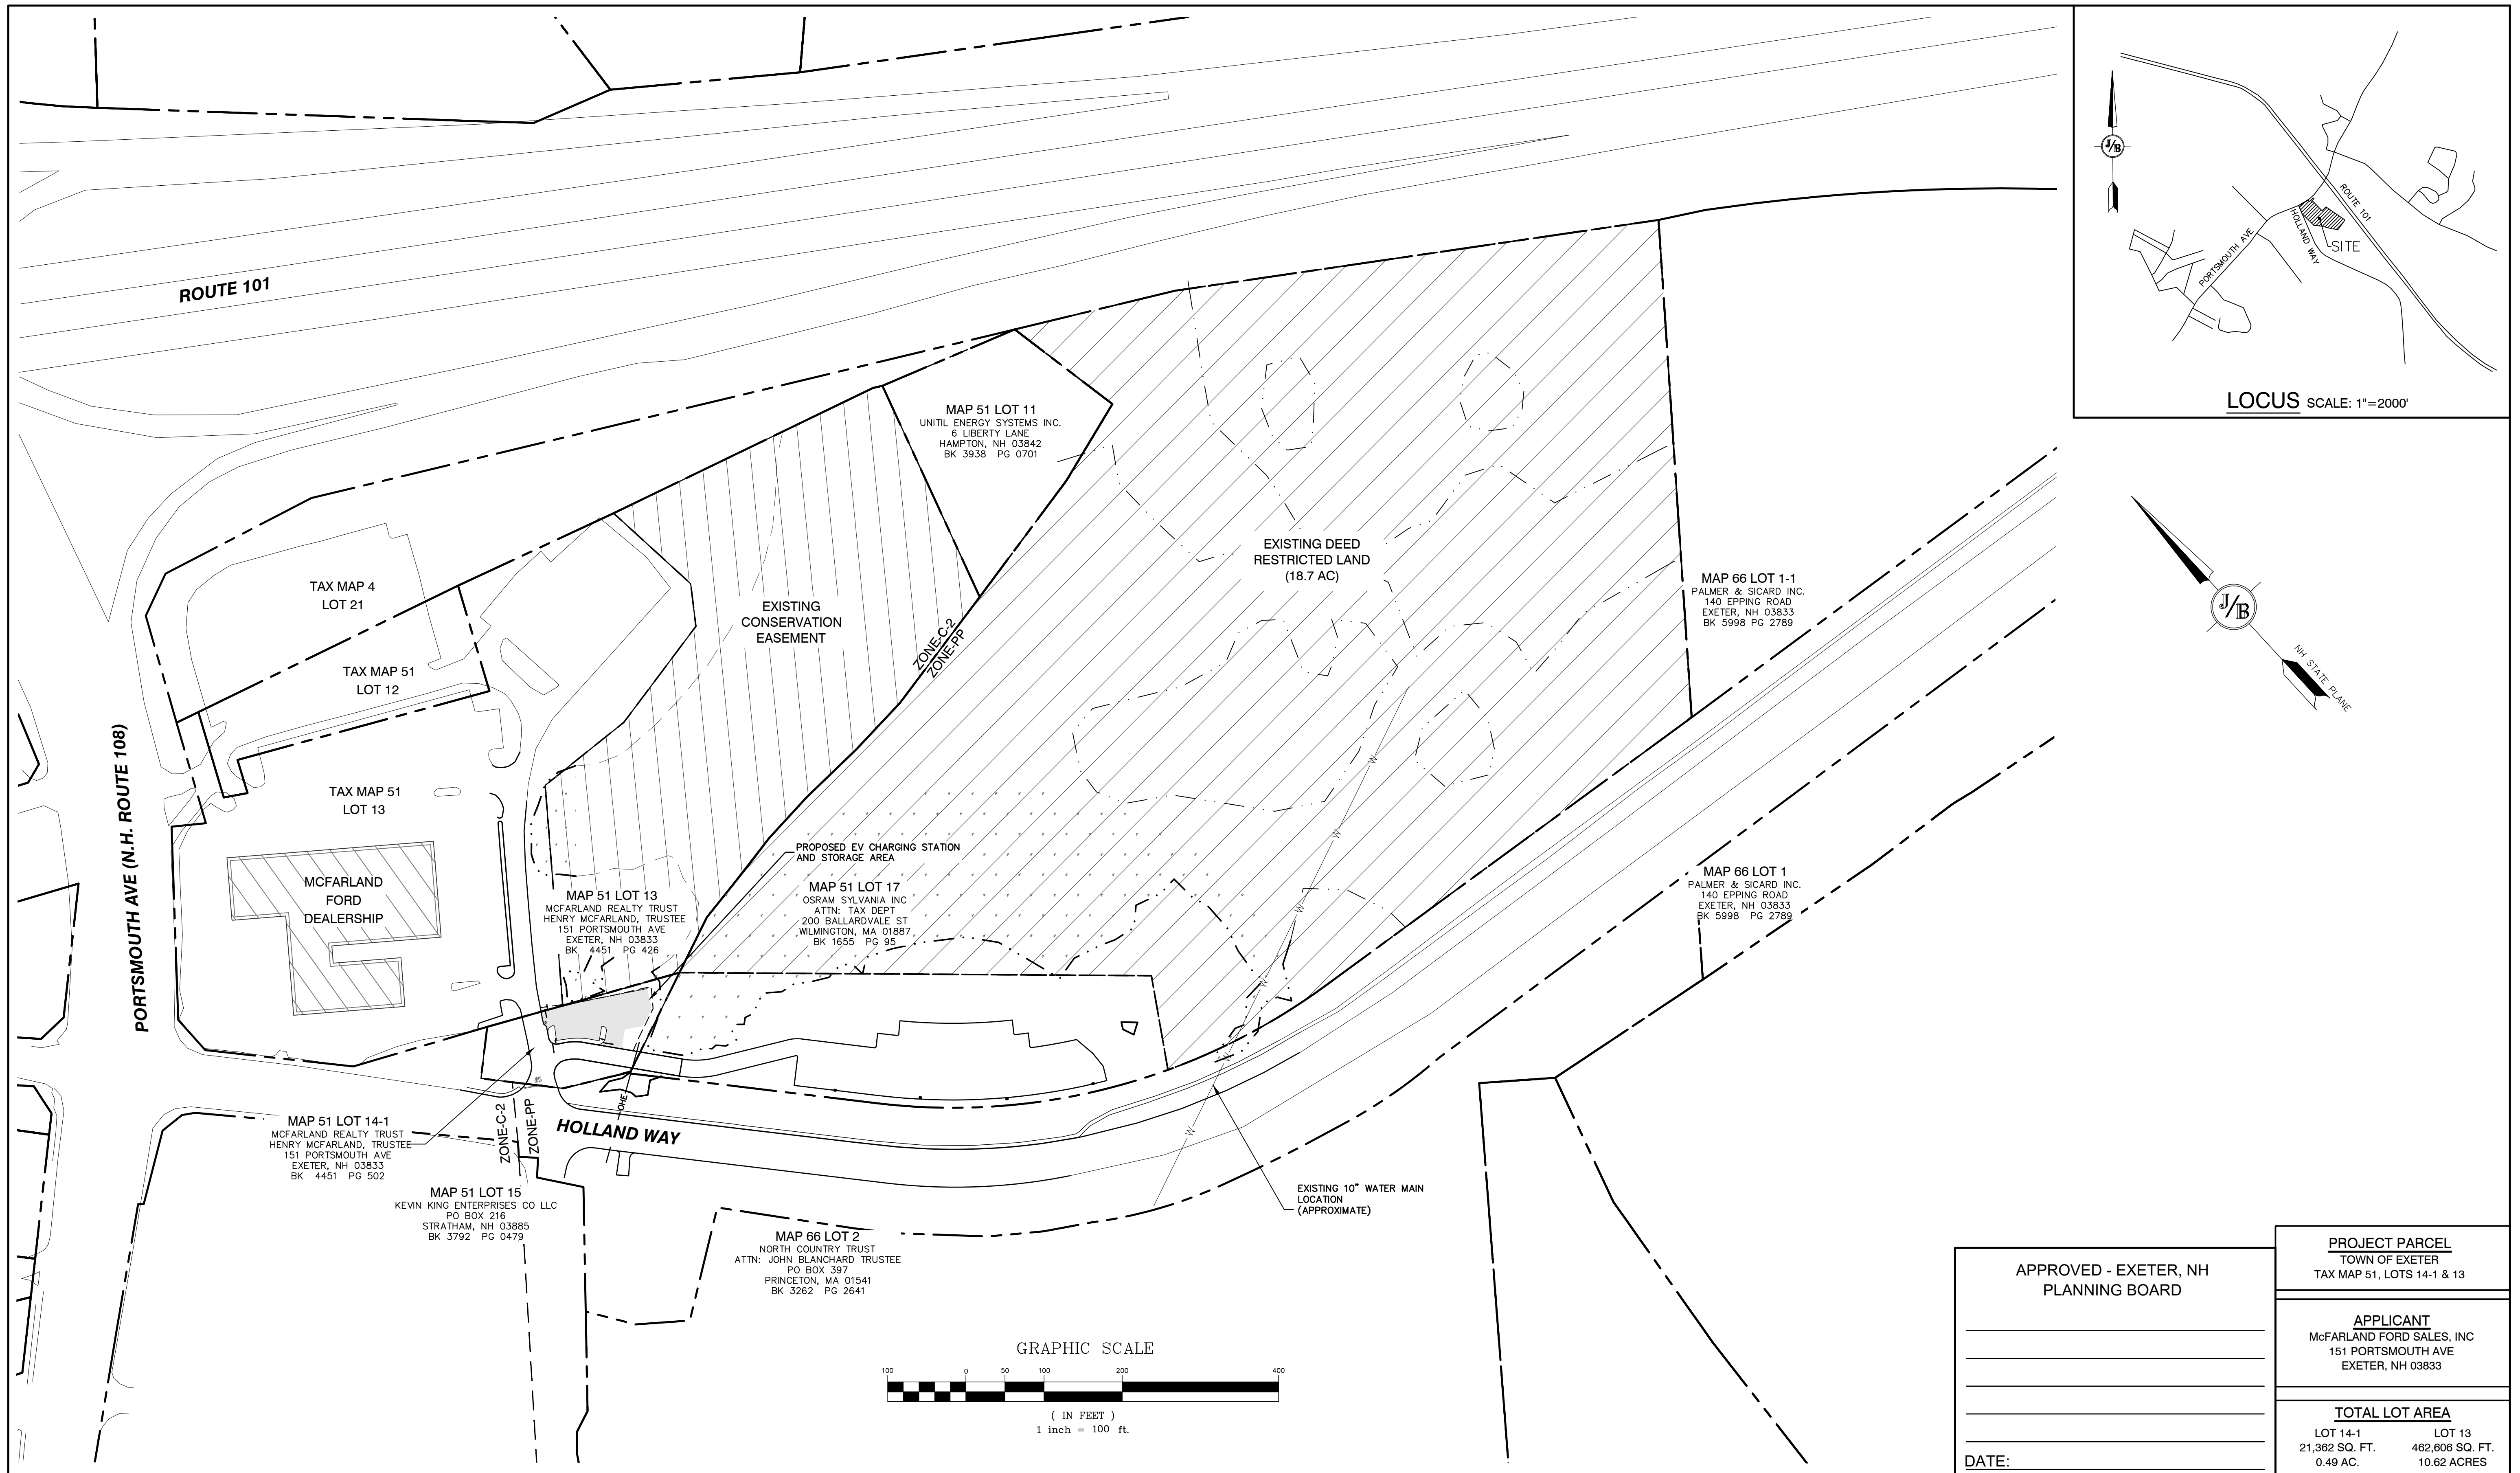 ROUTE 101
TAX MAP 4
LOT 21
TAX MAP 51
LOT 12
TAX MAP 51
LOT 13
MCFARLAND
FORD
DEALERSHIP
PORTSMOUTH AVE (N.H. ROUTE 108)
MAP 51 LOT 11
UNITIL ENERGY SYSTEMS INC.
6 LIBERTY LANE
HAMPTON, NH 03842
BK 3938 PG 0701
EXISTING
CONSERVATION
EASEMENT
ZONE-C-2
ZONE-PP
EXISTING DEED
RESTRICTED LAND
(18.7 AC)
MAP 66 LOT 1-1
PALMER & SICARD INC.
140 EPPING ROAD
EXETER, NH 03833
BK 5998 PG 2789
PROPOSED EV CHARGING STATION
AND STORAGE AREA
MAP 51 LOT 13
MCFARLAND REALTY TRUST
HENRY MCFARLAND, TRUSTEE
151 PORTSMOUTH AVE
EXETER, NH 03833
BK 4451 PG 426
MAP 51 LOT 17
OSRAM SYLVANIA INC
ATTN: TAX DEPT
200 BALLARDVALE ST
WILMINGTON, MA 01887
BK 1655 PG 95
MAP 66 LOT 1
PALMER & SICARD INC.
140 EPPING ROAD
EXETER, NH 03833
BK 5998 PG 2789
W
W
W
W
W
W
OHE
MAP 51 LOT 14-1
MCFARLAND REALTY TRUST
HENRY MCFARLAND, TRUSTEE
151 PORTSMOUTH AVE
EXETER, NH 03833
BK 4451 PG 502
ZONE-C-2
ZONE-PP
HOLLAND WAY
MAP 51 LOT 15
KEVIN KING ENTERPRISES CO LLC
PO BOX 216
STRATHAM, NH 03885
BK 3792 PG 0479
MAP 66 LOT 2
NORTH COUNTRY TRUST
ATTN: JOHN BLANCHARD TRUSTEE
PO BOX 397
PRINCETON, MA 01541
BK 3262 PG 2641
EXISTING 10" WATER MAIN
LOCATION
(APPROXIMATE)
GRAPHIC SCALE
100 0 50 100 200 400
( IN FEET )
1 inch = 100 ft.
J/B
ROUTE 101
HOLLAND WAY
PORTSMOUTH AVE
SITE
LOCUS SCALE: 1"=2000'
J/B
NH STATE PLANE
APPROVED - EXETER, NH
PLANNING BOARD
DATE:
PROJECT PARCEL
TOWN OF EXETER
TAX MAP 51, LOTS 14-1 & 13
APPLICANT
McFARLAND FORD SALES, INC
151 PORTSMOUTH AVE
EXETER, NH 03833
TOTAL LOT AREA
LOT 14-1 LOT 13
21,362 SQ. FT. 462,606 SQ. FT.
0.49 AC. 10.62 ACRES